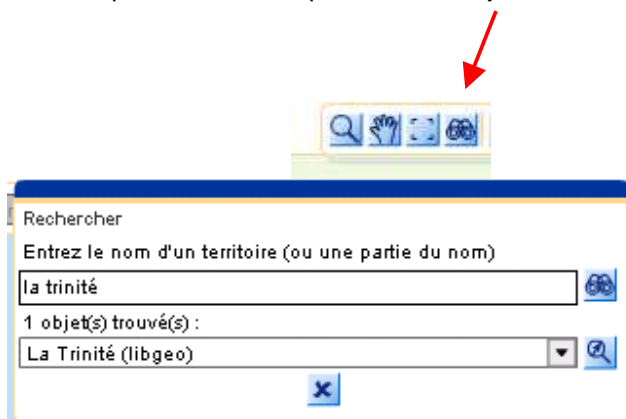 Rechercher
Entrez le nom d'un territoire (ou une partie du nom)
la trinité
1 objet(s) trouvé(s) :
La Trinité (libgeo)